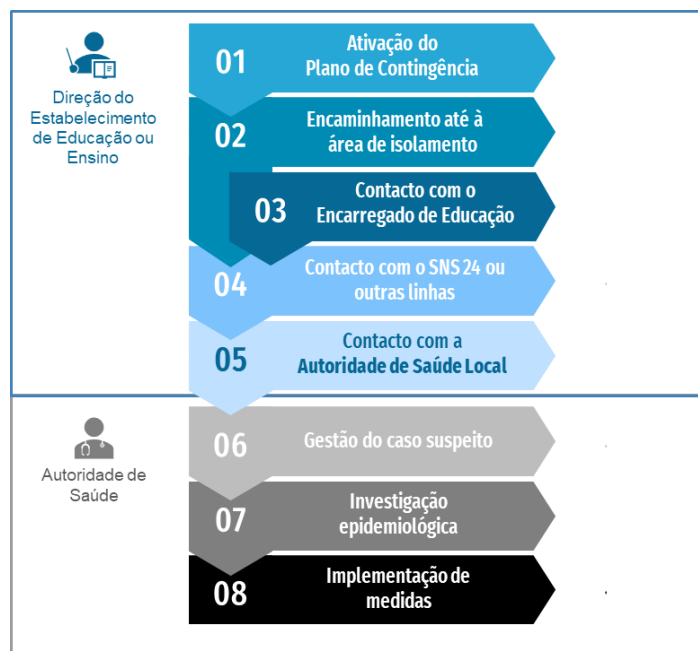 Direção do
Estabelecimento
de Educação ou
Ensino
01
Ativação do
Plano de Contingência
02
Encaminhamento até à
área de isolamento
03
Contacto com o
Encarregado de Educação
04
Contacto com o SNS 24 ou
outras linhas
05
Contacto com a
Autoridade de Saúde Local
Autoridade de
Saúde
06
Gestão do caso suspeito
07
Investigação
epidemiológica
08
Implementação de
medidas